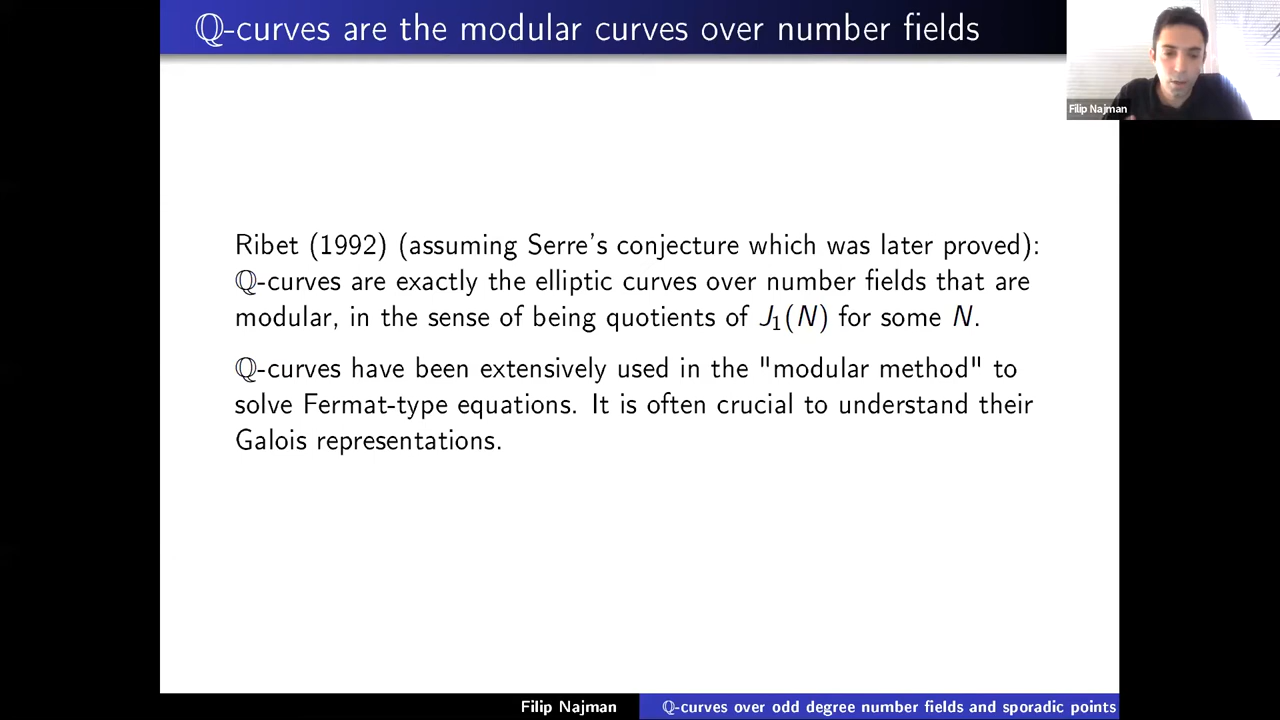 ℚ-curves are the modular curves over number fields
Filip Najman
Ribet (1992) (assuming Serre's conjecture which was later proved):
ℚ-curves are exactly the elliptic curves over number fields that are
modular, in the sense of being quotients of J₁(N) for some N.
ℚ-curves have been extensively used in the "modular method" to
solve Fermat-type equations. It is often crucial to understand their
Galois representations.
Filip Najman
ℚ-curves over odd degree number fields and sporadic points